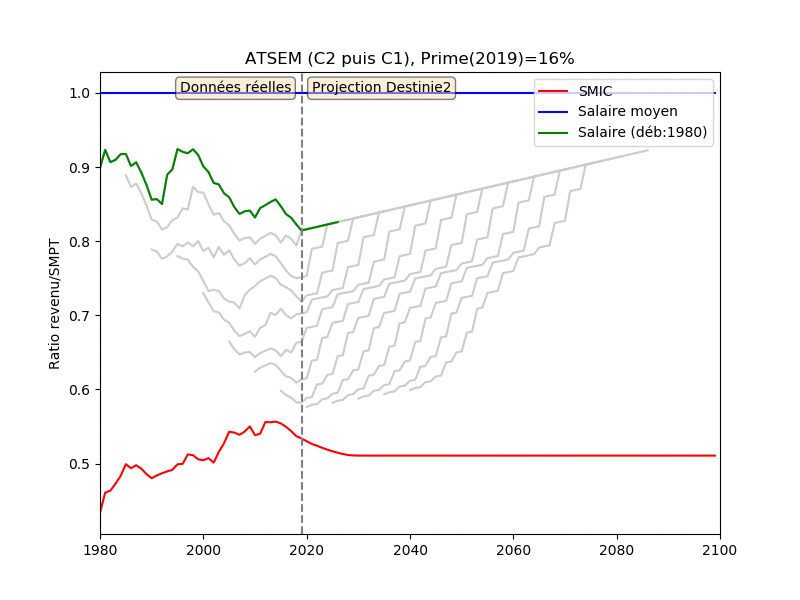 ATSEM (C2 puis C1), Prime(2019)=16%
Données réelles
Projection Destinie2
SMIC
Salaire moyen
Salaire (déb:1980)
Ratio revenu/SMPT
1.0
0.9
0.8
0.7
0.6
0.5
1980 2000 2020 2040 2060 2080 2100